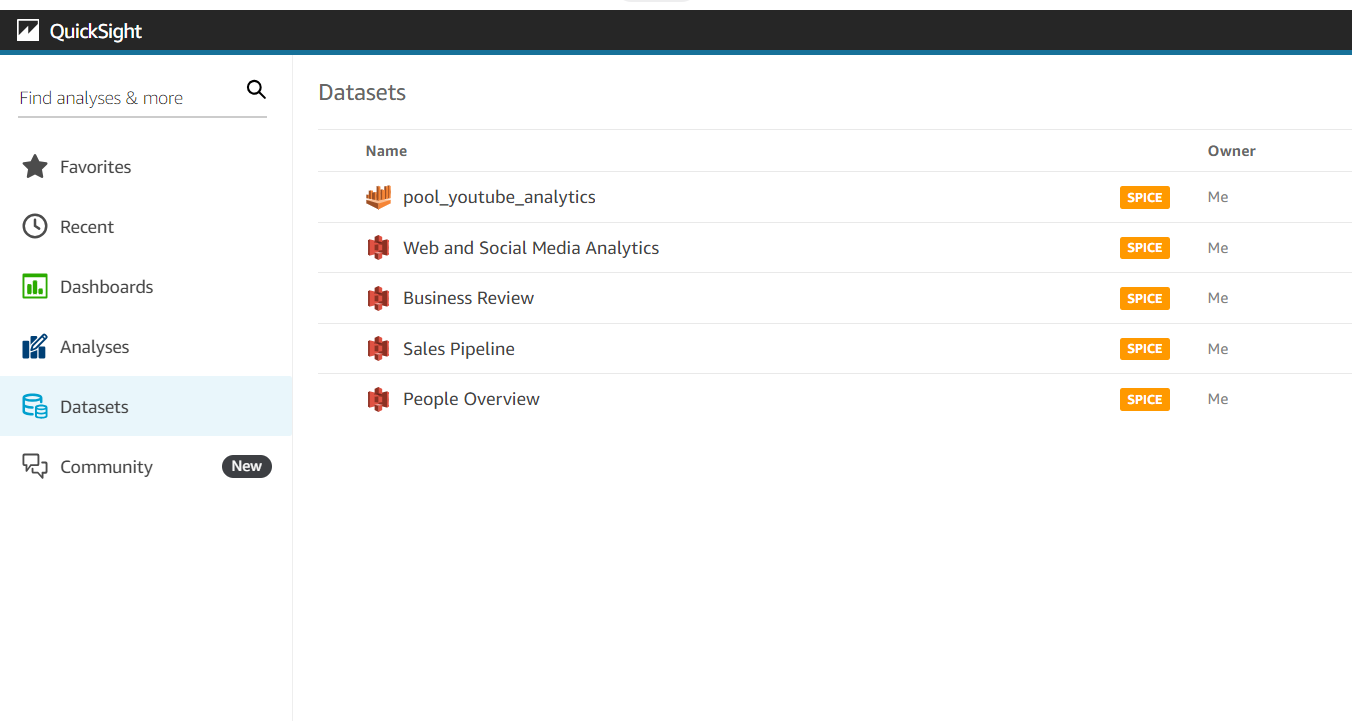 QuickSight
Find analyses & more
Favorites
Recent
Dashboards
Analyses
Datasets
Community New
Datasets
Name Owner
pool_youtube_analytics SPICE Me
Web and Social Media Analytics SPICE Me
Business Review SPICE Me
Sales Pipeline SPICE Me
People Overview SPICE Me